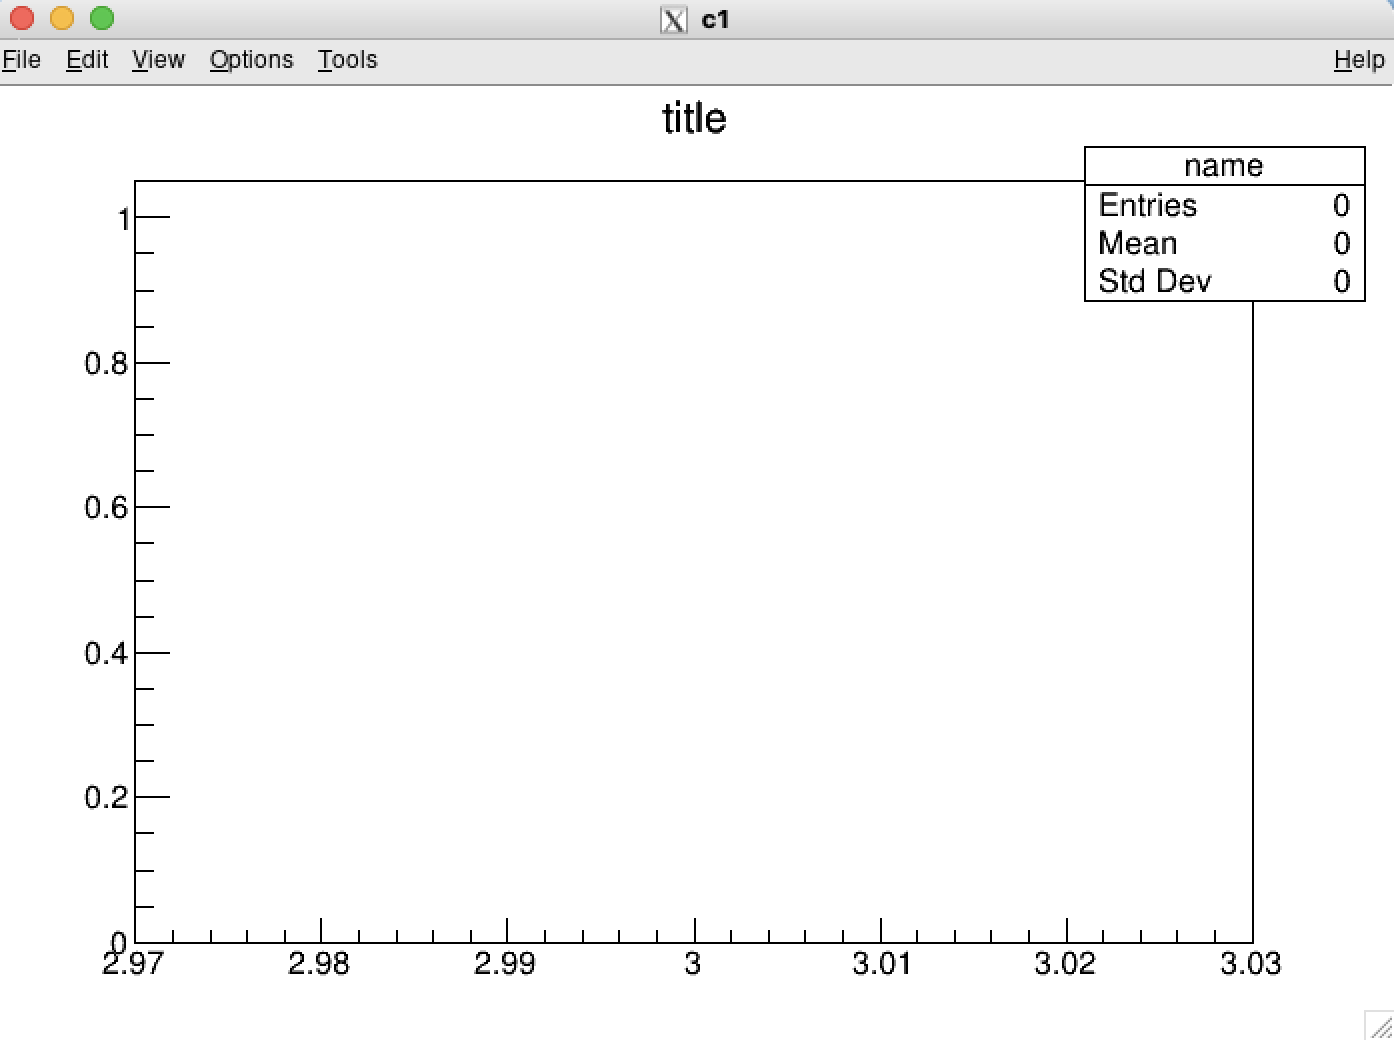 c1
File Edit View Options Tools Help
title
name
Entries 0
Mean 0
Std Dev 0
1
0.8
0.6
0.4
0.2
0
2.97 2.98 2.99 3 3.01 3.02 3.03